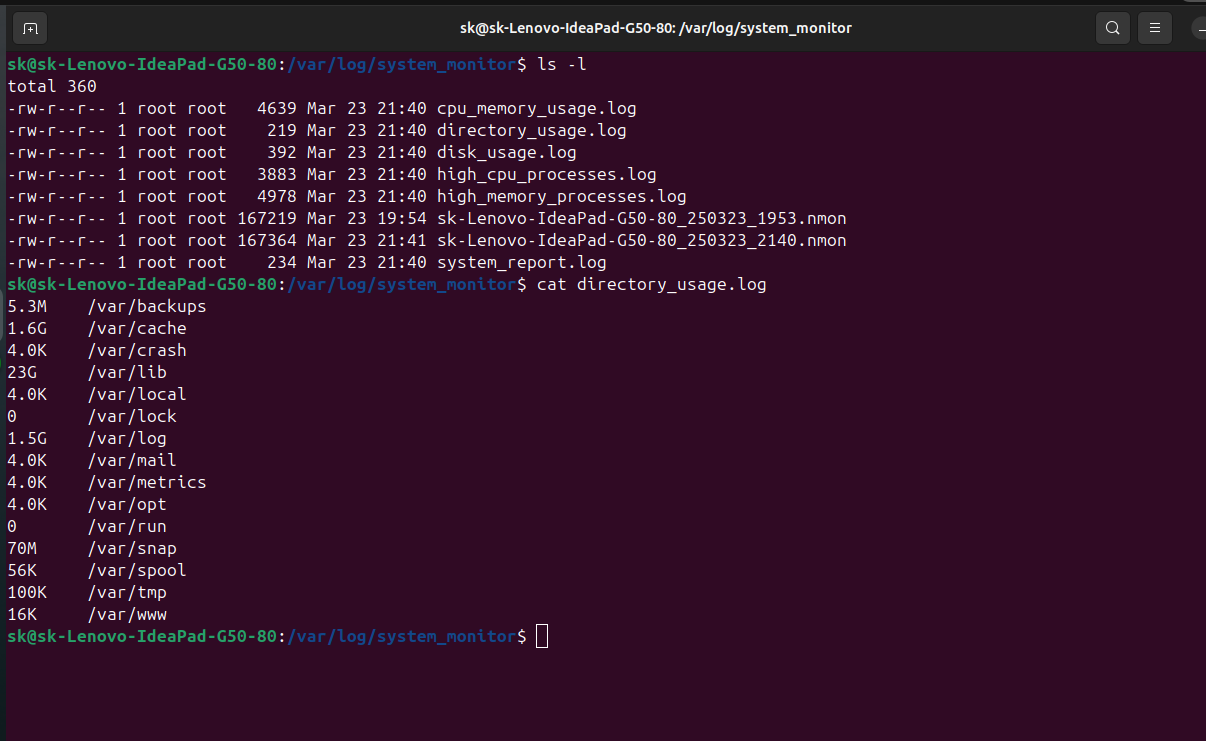 sk@sk-Lenovo-IdeaPad-G50-80: /var/log/system_monitor
sk@sk-Lenovo-IdeaPad-G50-80:/var/log/system_monitor$ ls -l
total 360
-rw-r--r-- 1 root root   4639 Mar 23 21:40 cpu_memory_usage.log
-rw-r--r-- 1 root root    219 Mar 23 21:40 directory_usage.log
-rw-r--r-- 1 root root    392 Mar 23 21:40 disk_usage.log
-rw-r--r-- 1 root root   3883 Mar 23 21:40 high_cpu_processes.log
-rw-r--r-- 1 root root   4978 Mar 23 21:40 high_memory_processes.log
-rw-r--r-- 1 root root 167219 Mar 23 19:54 sk-Lenovo-IdeaPad-G50-80_250323_1953.nmon
-rw-r--r-- 1 root root 167364 Mar 23 21:41 sk-Lenovo-IdeaPad-G50-80_250323_2140.nmon
-rw-r--r-- 1 root root    234 Mar 23 21:40 system_report.log
sk@sk-Lenovo-IdeaPad-G50-80:/var/log/system_monitor$ cat directory_usage.log
5.3M    /var/backups
1.6G    /var/cache
4.0K    /var/crash
23G     /var/lib
4.0K    /var/local
0       /var/lock
1.5G    /var/log
4.0K    /var/mail
4.0K    /var/metrics
4.0K    /var/opt
0       /var/run
70M     /var/snap
56K     /var/spool
100K    /var/tmp
16K     /var/www
sk@sk-Lenovo-IdeaPad-G50-80:/var/log/system_monitor$